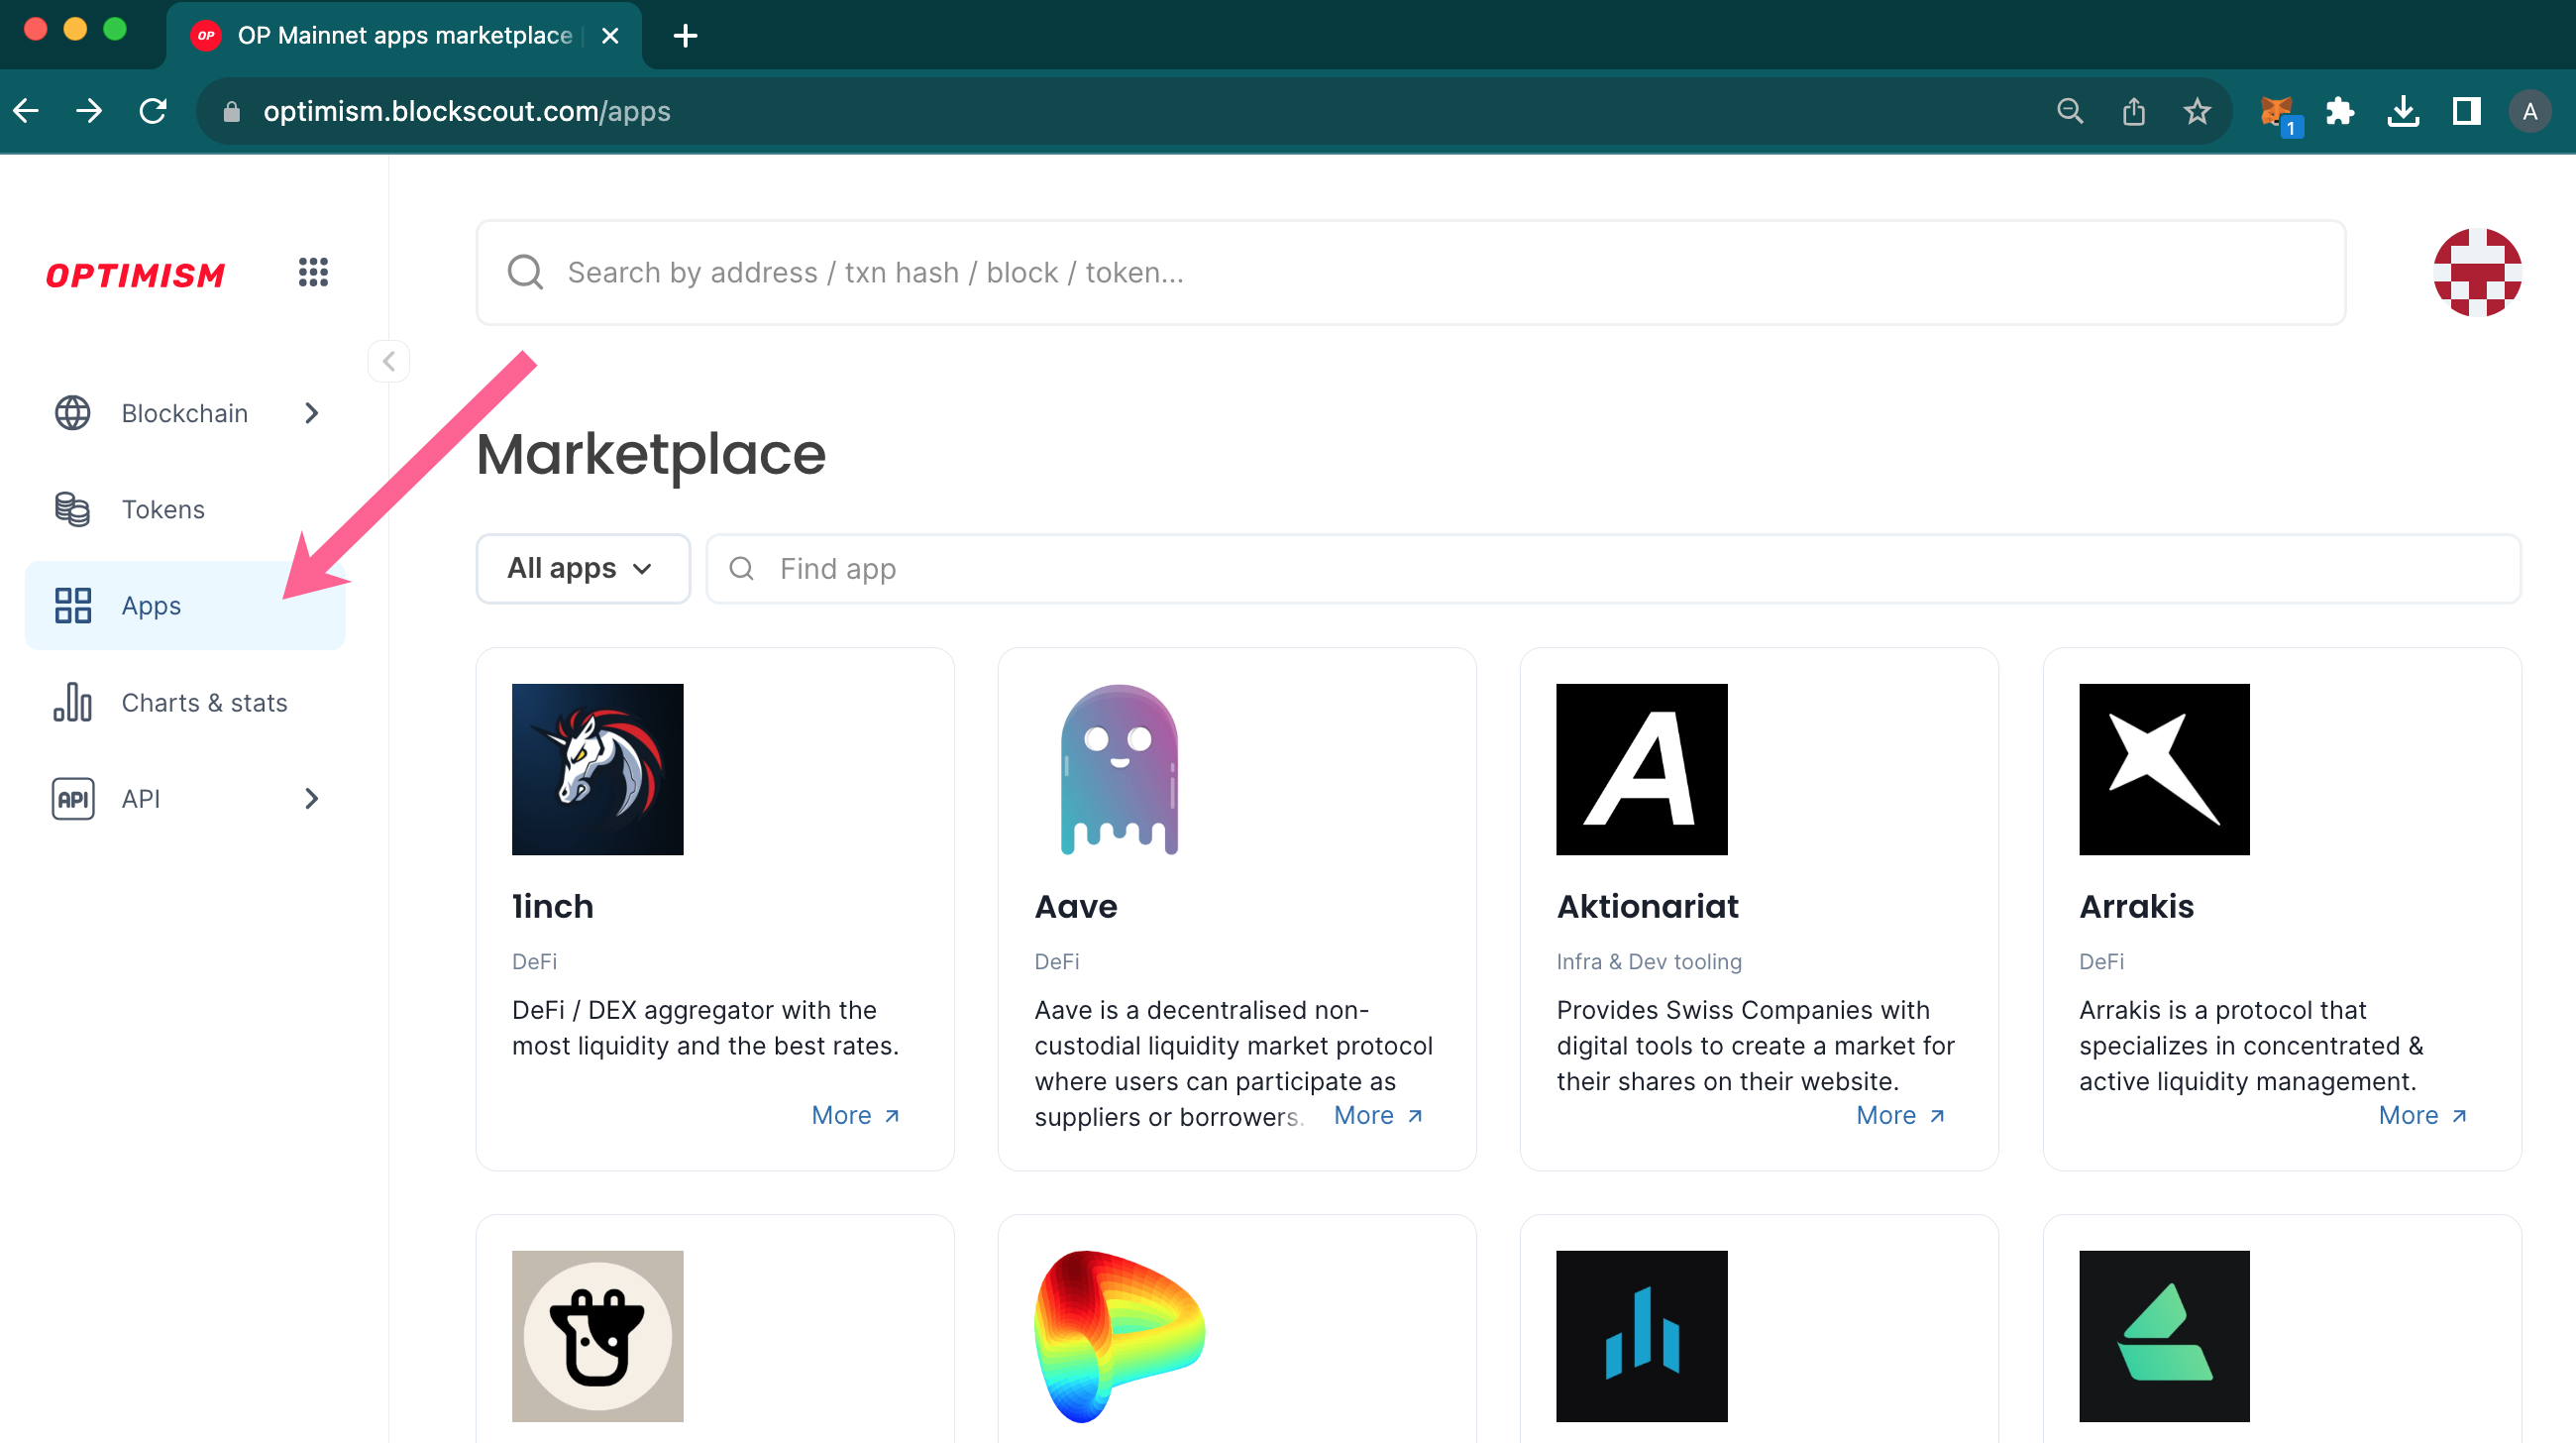 OP Mainnet apps marketplace
optimism.blockscout.com/apps
1
A
OPTIMISM
Search by address / txn hash / block / token...
Blockchain
Tokens
Apps
Charts & stats
API API
Marketplace
All apps
Find app
1inch
DeFi
DeFi / DEX aggregator with the
most liquidity and the best rates.
More
Aave
DeFi
Aave is a decentralised non-
custodial liquidity market protocol
where users can participate as
suppliers or borrowers.
More
A
Aktionariat
Infra & Dev tooling
Provides Swiss Companies with
digital tools to create a market for
their shares on their website.
More
Arrakis
DeFi
Arrakis is a protocol that
specializes in concentrated &
active liquidity management.
More